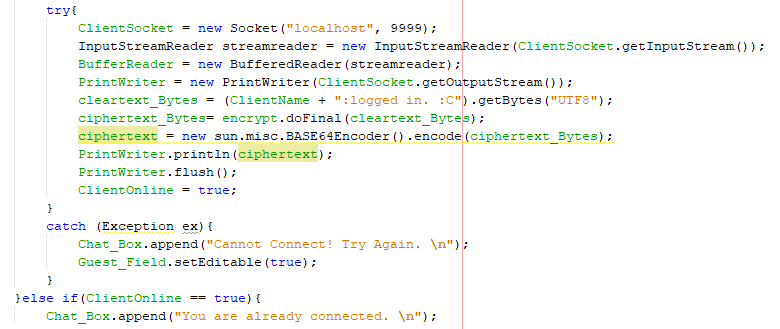 try{
ClientSocket = new Socket("localhost", 9999);
InputStreamReader streamreader = new InputStreamReader(ClientSocket.getInputStream());
BufferReader = new BufferedReader(streamreader);
PrintWriter = new PrintWriter(ClientSocket.getOutputStream());
cleartext_Bytes = (ClientName + ":logged in. :C").getBytes("UTF8");
ciphertext_Bytes= encrypt.doFinal(cleartext_Bytes);
ciphertext = new sun.misc.BASE64Encoder().encode(ciphertext_Bytes);
PrintWriter.println(ciphertext);
PrintWriter.flush();
ClientOnline = true;
}
catch (Exception ex){
Chat_Box.append("Cannot Connect! Try Again. \n");
Guest_Field.setEditable(true);
}
}else if(ClientOnline == true){
Chat_Box.append("You are already connected. \n");